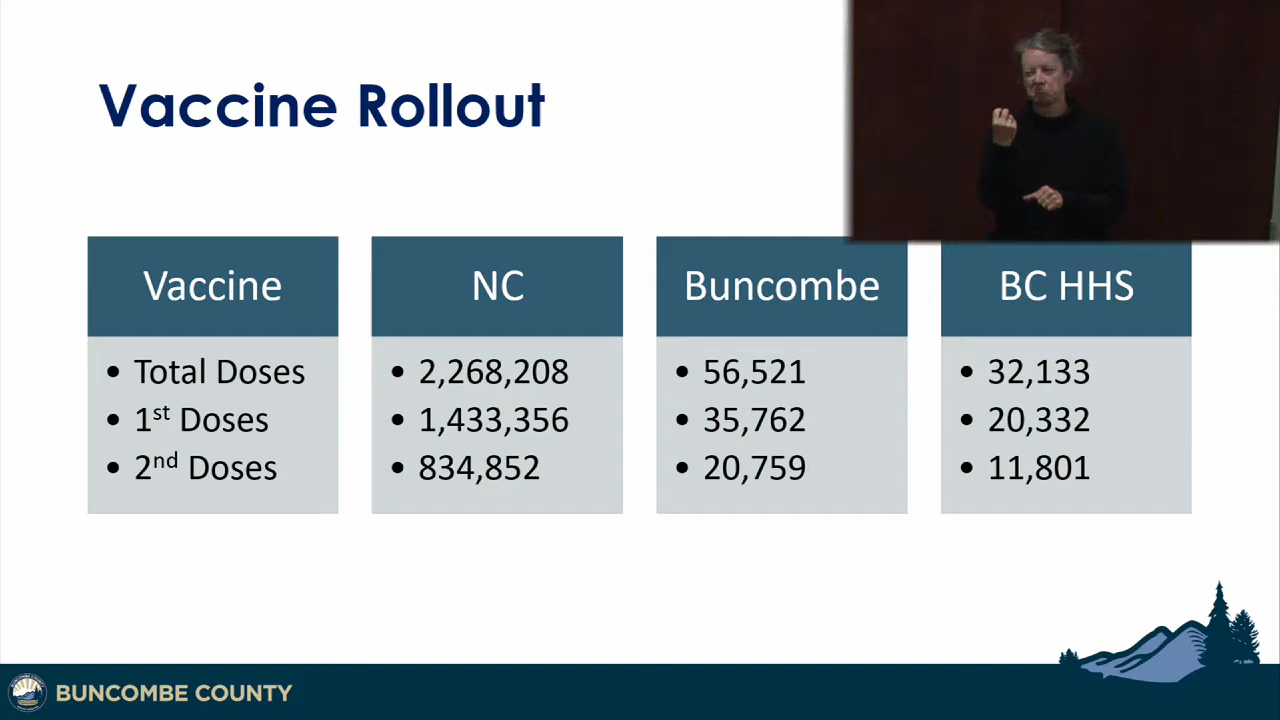 Vaccine Rollout
Vaccine
• Total Doses
• 1st Doses
• 2nd Doses
NC
• 2,268,208
• 1,433,356
• 834,852
Buncombe
• 56,521
• 35,762
• 20,759
BC HHS
• 32,133
• 20,332
• 11,801
BUNCOMBE COUNTY